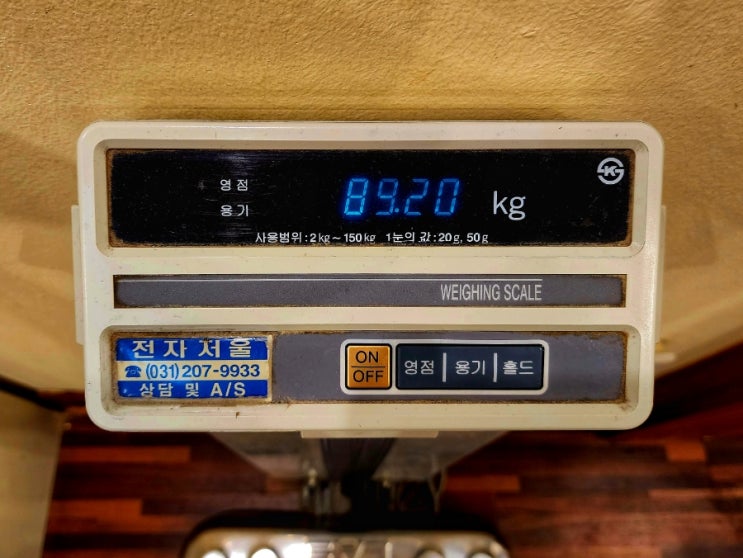 영점
용기 89.20 kg
사용범위 : 2kg~150kg 1눈의 값 : 20g, 50g
WEIGHING SCALE
전자저울
☎ (031) 207-9933
상담 및 A/S
ON
OFF
영점 | 용기 | 홀드